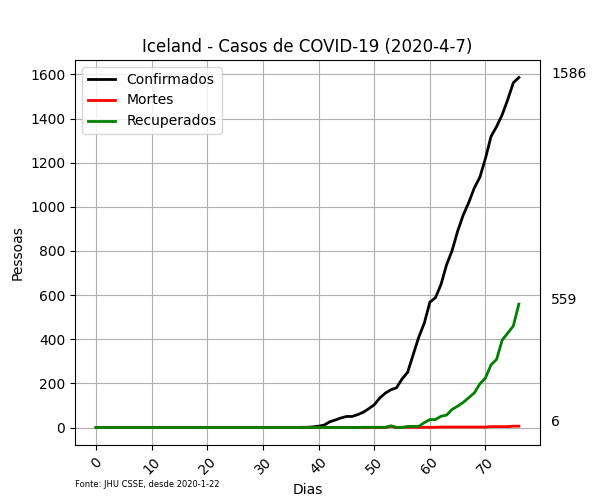 Iceland - Casos de COVID-19 (2020-4-7)
Confirmados
Mortes
Recuperados
1600
1400
1200
1000
800
600
400
200
0
Pessoas
1586
559
6
0 10 20 30 40 50 60 70
Fonte: JHU CSSE, desde 2020-1-22
Dias